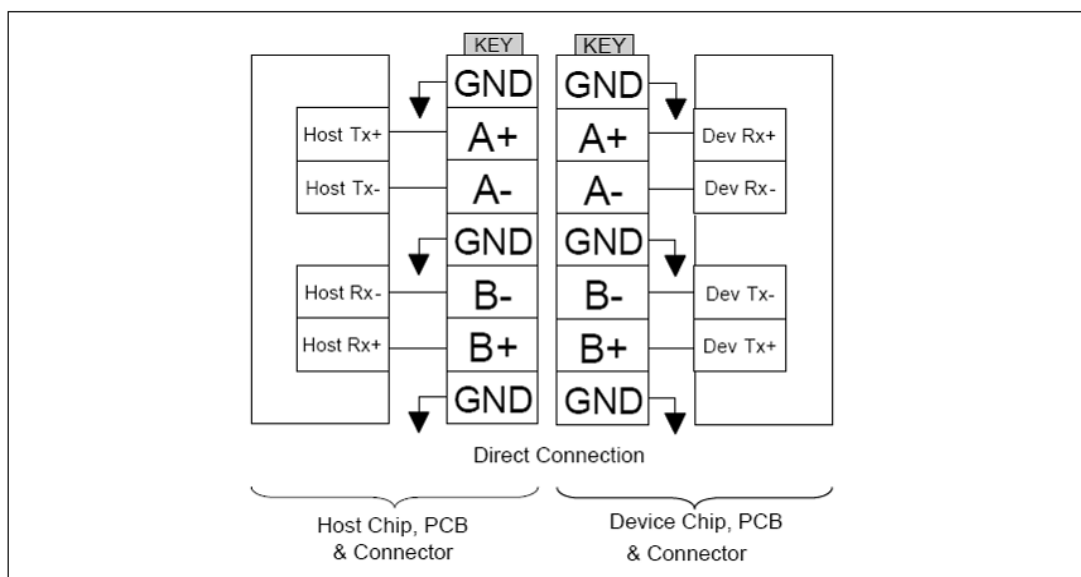 KEY KEY
GND GND
Host Tx+ A+ A+ Dev Rx+
Host Tx- A- A- Dev Rx-
GND GND
Host Rx- B- B- Dev Tx-
Host Rx+ B+ B+ Dev Tx+
GND GND
Direct Connection
Host Chip, PCB
& Connector
Device Chip, PCB
& Connector